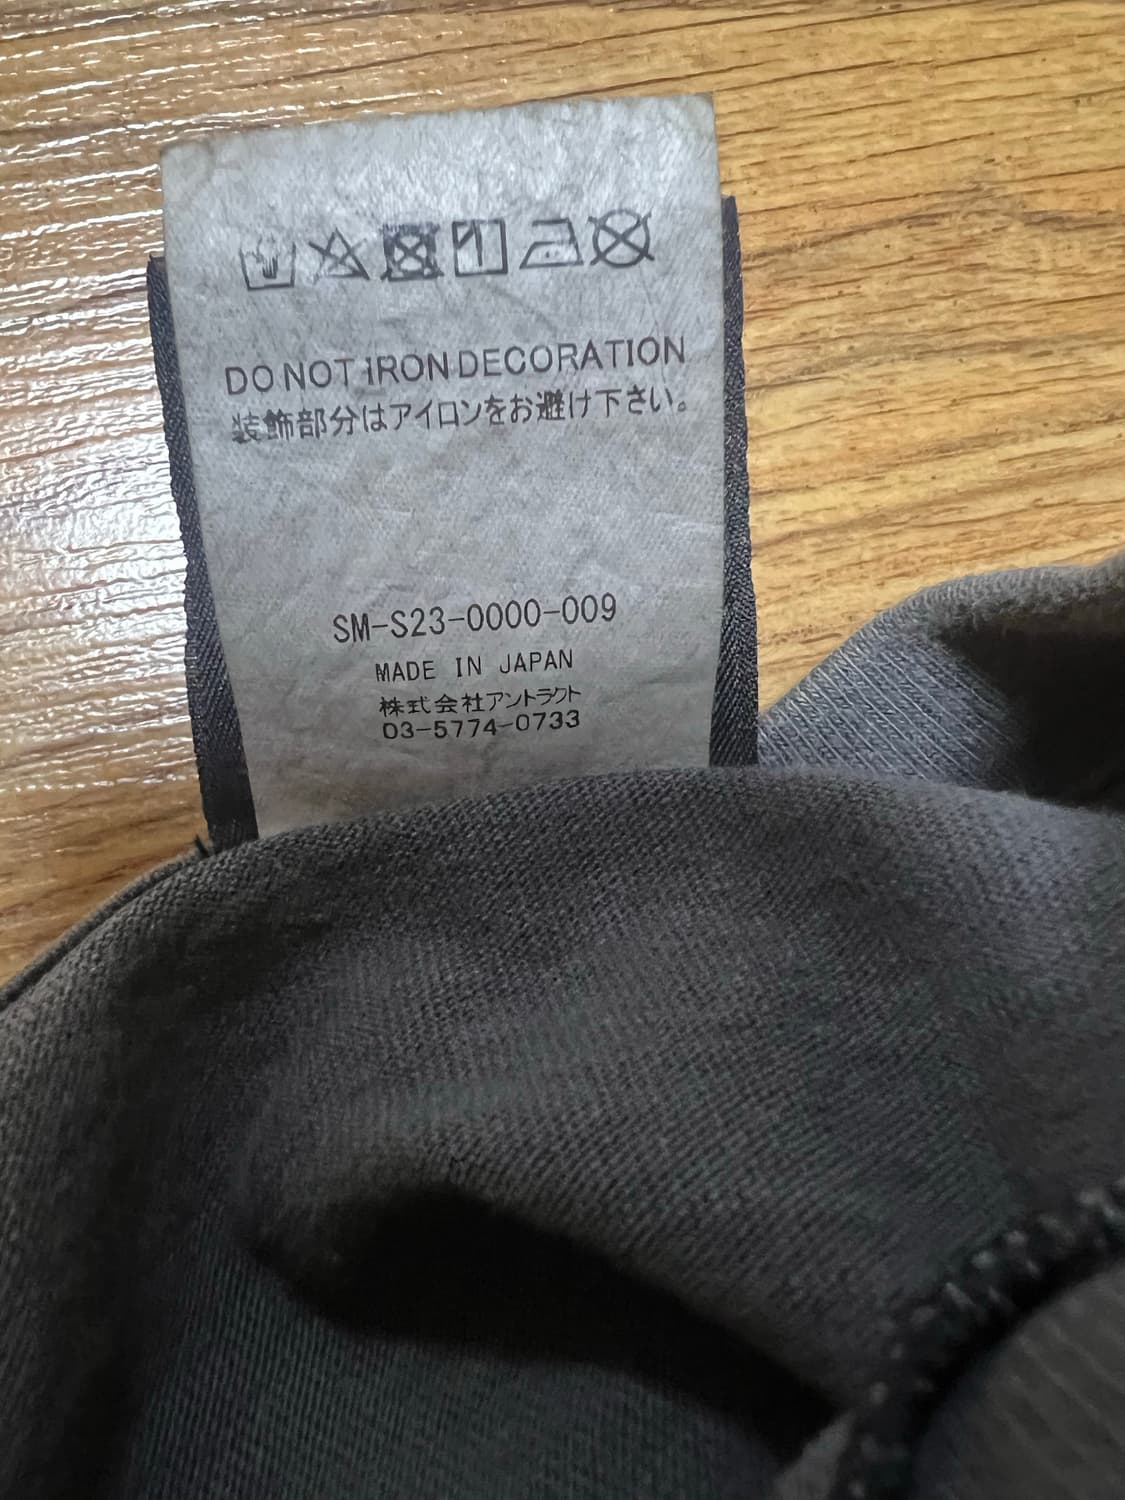 DO NOT IRON DECORATION
装飾部分はアイロンをお避け下さい。
SM-S23-0000-009
MADE IN JAPAN
株式会社アントラクト
03-5774-0733